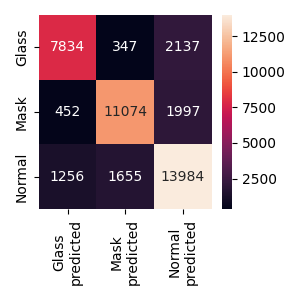 Glass 7834 347 2137
Mask 452 11074 1997
Normal 1256 1655 13984
Glass predicted
Mask predicted
Normal predicted
12500
10000
7500
5000
2500